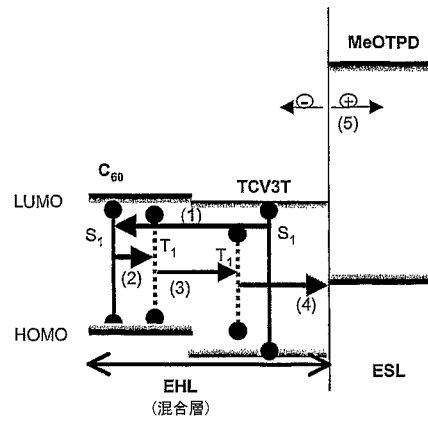 MeOTPD
⊖ ⊕
(5)
C₆₀
TCV3T
LUMO
(1)
S₁ T₁ T₁ S₁
(2)
(3)
(4)
HOMO
EHL
(混合層)
ESL